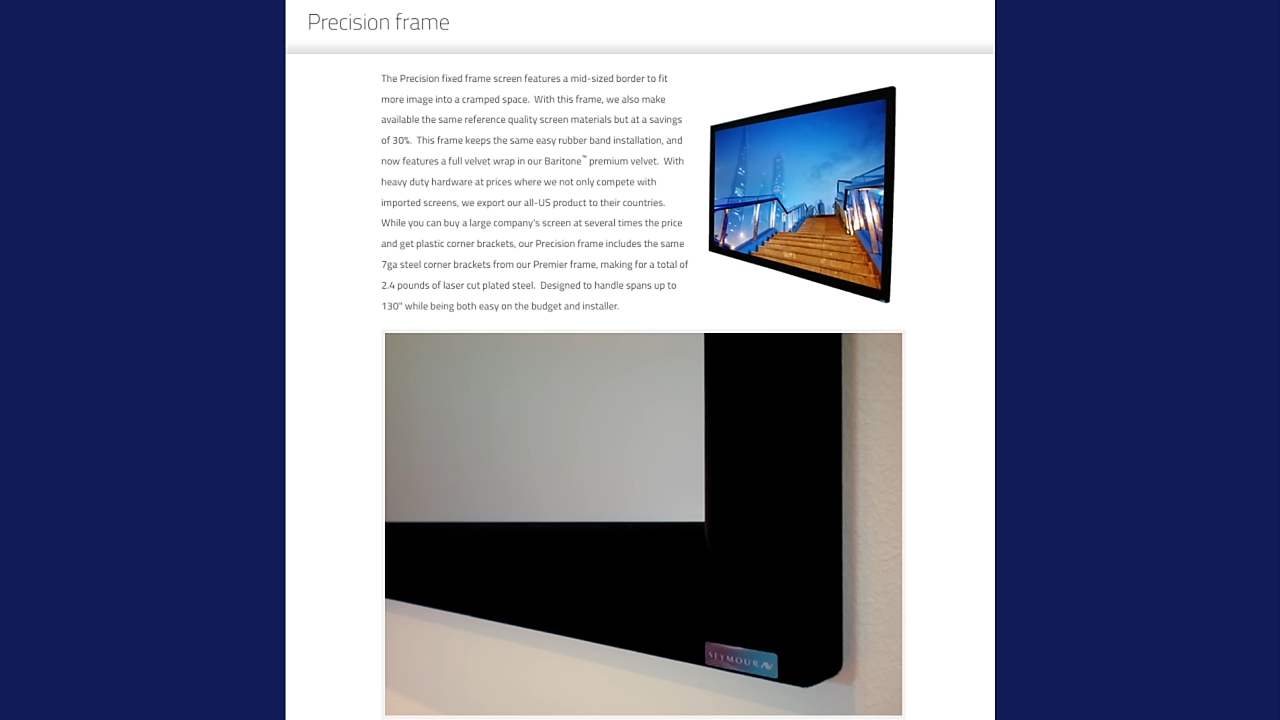 Precision frame
The Precision fixed frame screen features a mid-sized border to fit
more image into a cramped space.  With this frame, we also make
available the same reference quality screen materials but at a savings
of 30%.  This frame keeps the same easy rubber band installation, and
now features a full velvet wrap in our Baritone™ premium velvet.  With
heavy duty hardware at prices where we not only compete with
imported screens, we export our all-US product to their countries.
While you can buy a large company's screen at several times the price
and get plastic corner brackets, our Precision frame includes the same
7ga steel corner brackets from our Premier frame, making for a total of
2.4 pounds of laser cut plated steel.  Designed to handle spans up to
130" while being both easy on the budget and installer.
SEYMOUR AV